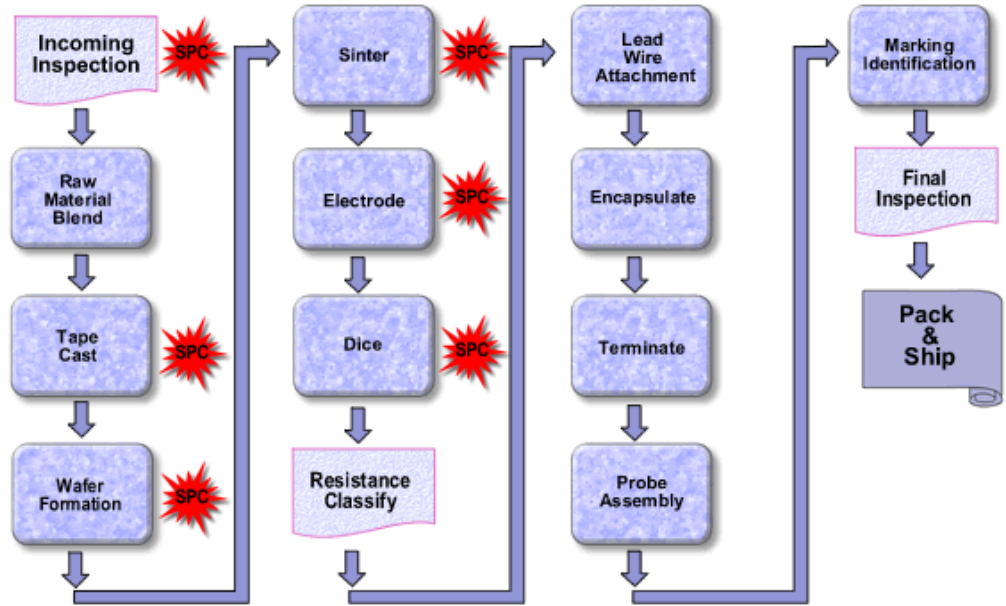 Incoming
Inspection
SPC
Raw
Material
Blend
Tape
Cast
SPC
Wafer
Formation
SPC
Sinter
SPC
Electrode
SPC
Dice
SPC
Resistance
Classify
Lead
Wire
Attachment
Encapsulate
Terminate
Probe
Assembly
Marking
Identification
Final
Inspection
Pack
&
Ship